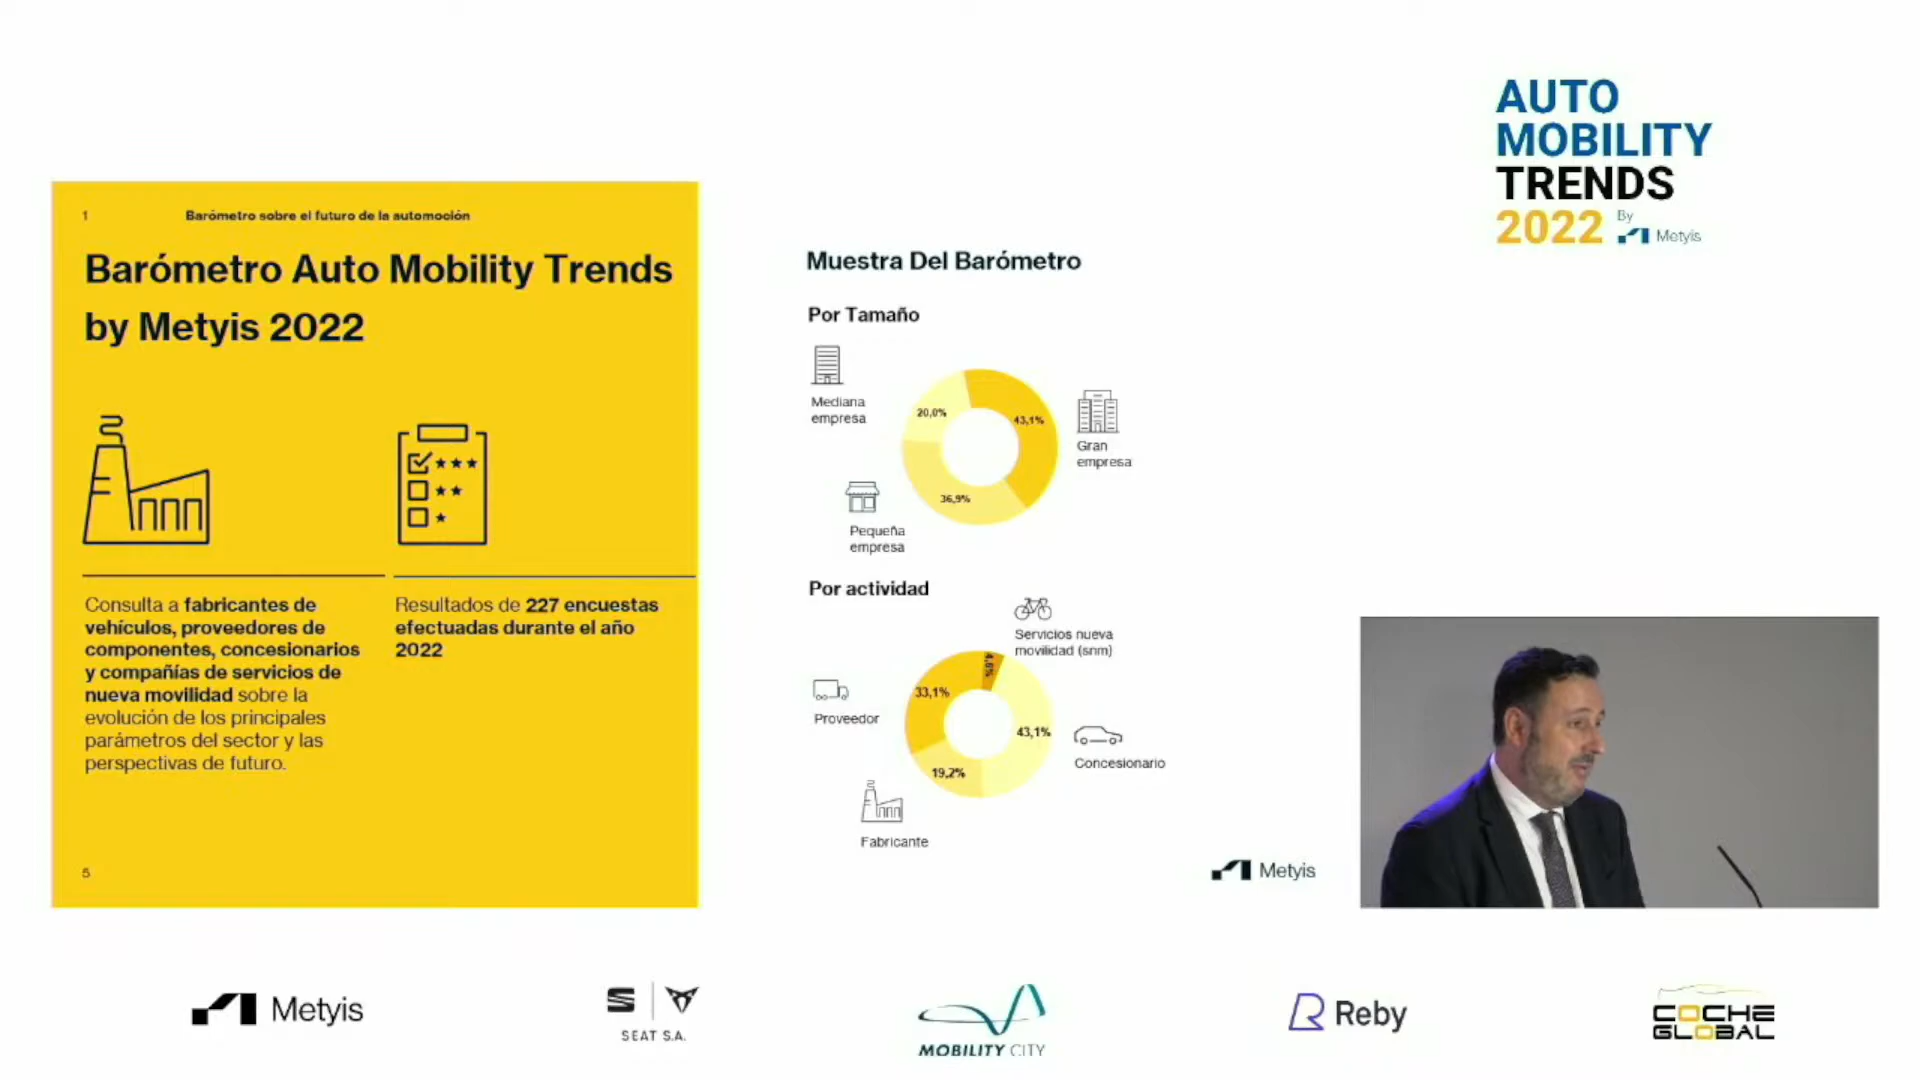 AUTO
MOBILITY
TRENDS
2022 By
Metyis
1 Barómetro sobre el futuro de la automoción
Barómetro Auto Mobility Trends
by Metyis 2022
Consulta a fabricantes de
vehículos, proveedores de
componentes, concesionarios
y compañías de servicios de
nueva movilidad sobre la
evolución de los principales
parámetros del sector y las
perspectivas de futuro.
Resultados de 227 encuestas
efectuadas durante el año
2022
5
Muestra Del Barómetro
Por Tamaño
Mediana
empresa
20,0%
43,1%
Gran
empresa
36,9%
Pequeña
empresa
Por actividad
Servicios nueva
movilidad (snm)
4,6%
33,1%
Proveedor
43,1%
Concesionario
19,2%
Fabricante
Metyis
Metyis
SEAT S.A.
MOBILITY CITY
Reby
COCHE
GLOBAL